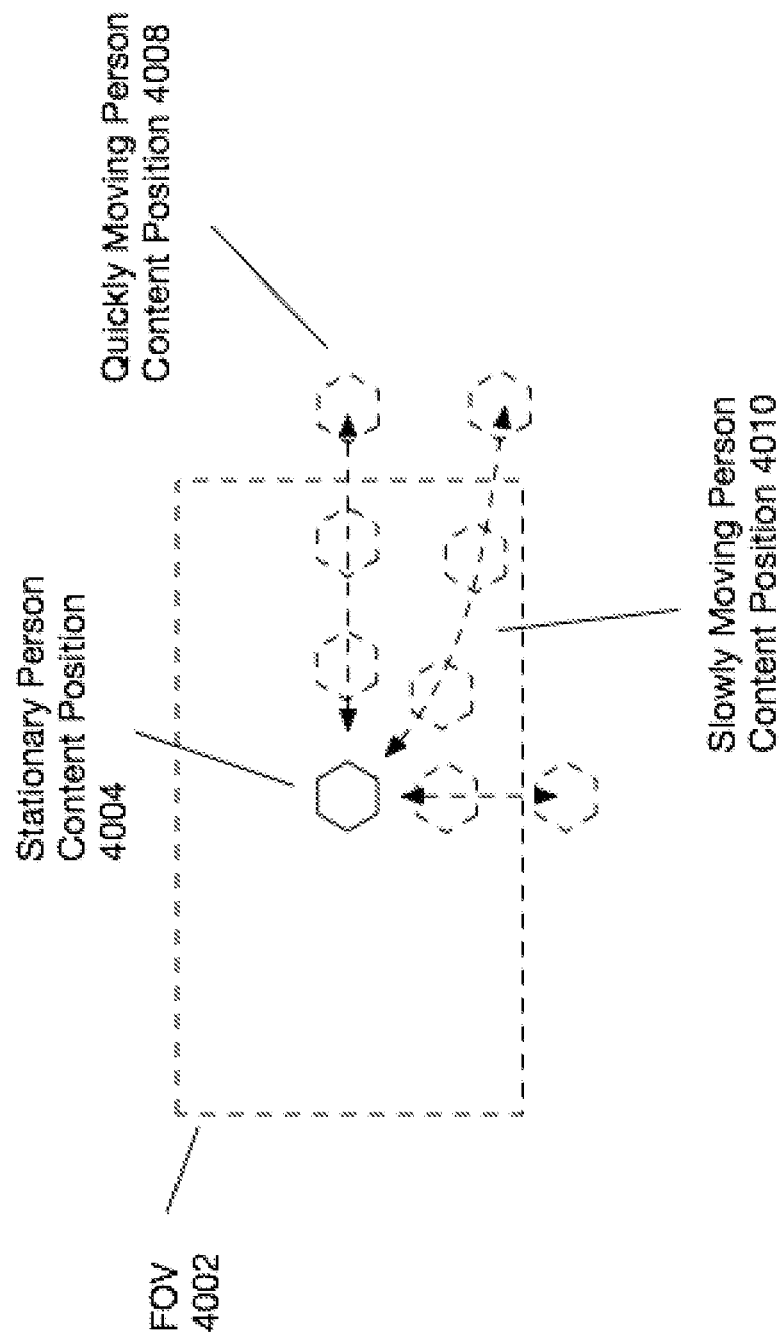 FOV
4002
Stationary Person
Content Position
4004
Quickly Moving Person
Content Position 4008
Slowly Moving Person
Content Position 4010